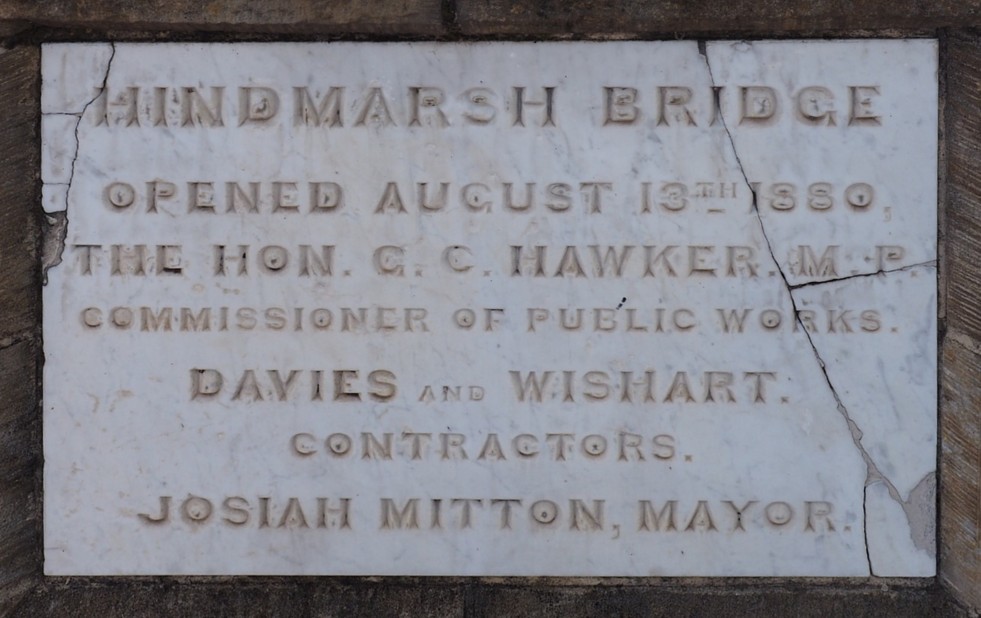 HINDMARSH BRIDGE
OPENED AUGUST 13TH 1880,
THE HON. G. C. HAWKER. M. P.
COMMISSIONER OF PUBLIC WORKS.
DAVIES AND WISHART.
CONTRACTORS.
JOSIAH MITTON, MAYOR.